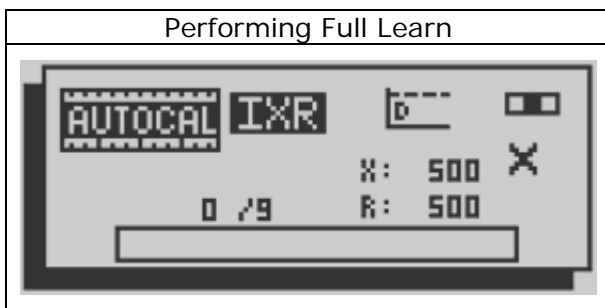 Performing Full Learn
AUTOCAL IXR D
X: 500
0 /9 R: 500